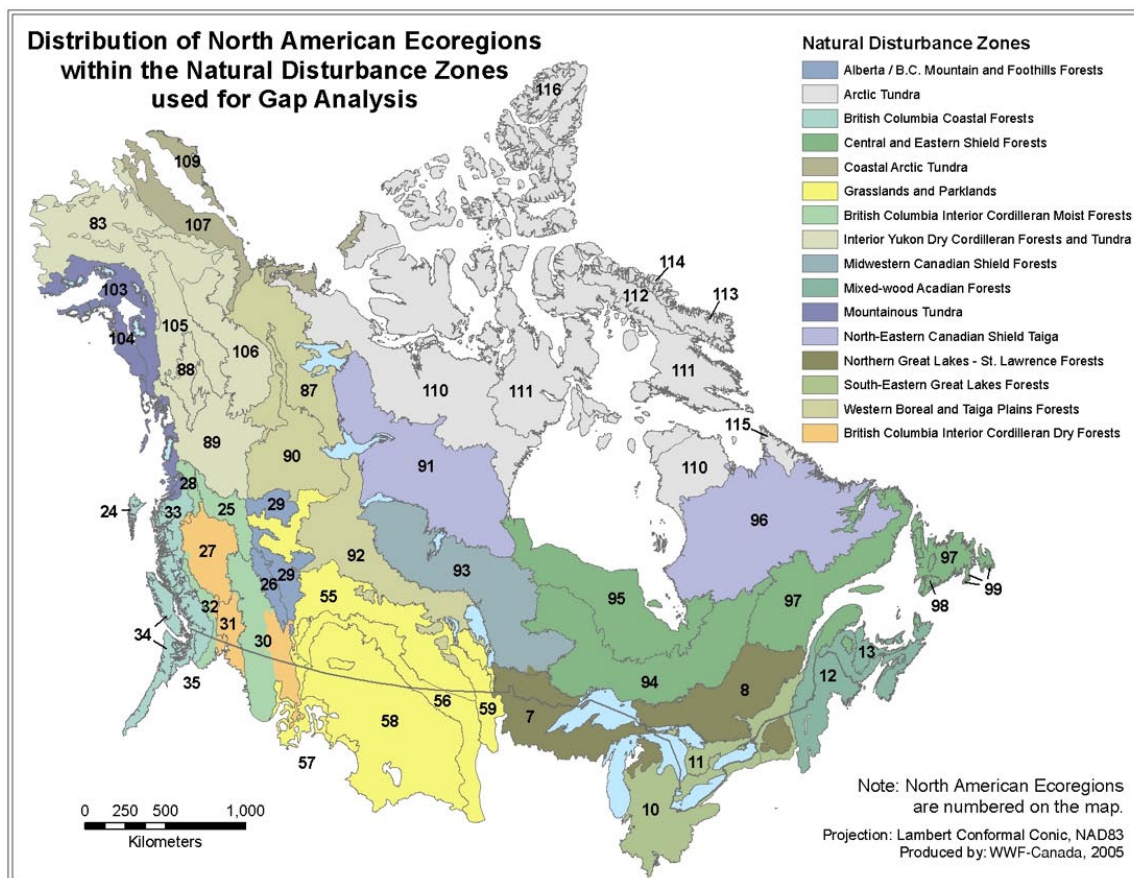 Distribution of North American Ecoregions
within the Natural Disturbance Zones
used for Gap Analysis
Natural Disturbance Zones
Alberta / B.C. Mountain and Foothills Forests
Arctic Tundra
British Columbia Coastal Forests
Central and Eastern Shield Forests
Coastal Arctic Tundra
Grasslands and Parklands
British Columbia Interior Cordilleran Moist Forests
Interior Yukon Dry Cordilleran Forests and Tundra
Midwestern Canadian Shield Forests
Mixed-wood Acadian Forests
Mountainous Tundra
North-Eastern Canadian Shield Taiga
Northern Great Lakes - St. Lawrence Forests
South-Eastern Great Lakes Forests
Western Boreal and Taiga Plains Forests
British Columbia Interior Cordilleran Dry Forests
116
109
83
107
114
112
113
103
105
104
106
88
87
110
111
111
115
89
90
91
110
96
28
29
24
33
25
27
92
93
26
29
55
95
97
97
99
98
32
31
34
30
35
94
13
12
8
56
59
7
58
57
11
10
0 250 500 1,000
Kilometers
Note: North American Ecoregions
are numbered on the map.
Projection: Lambert Conformal Conic, NAD83
Produced by: WWF-Canada, 2005